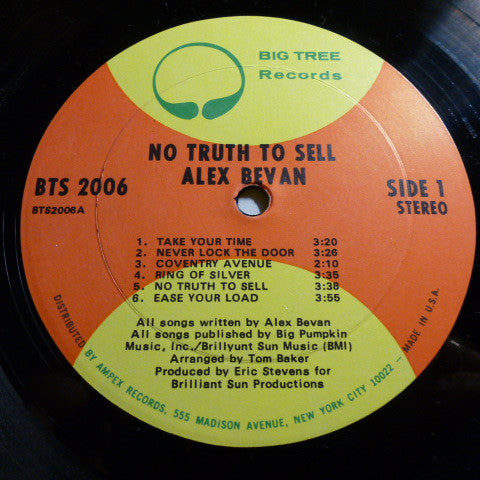 BIG TREE
Records
NO TRUTH TO SELL
ALEX BEVAN
BTS 2006
BTS2006A
SIDE 1
STEREO
1. TAKE YOUR TIME 3:20
2. NEVER LOCK THE DOOR 3:26
3. COVENTRY AVENUE 2:10
4. RING OF SILVER 3:35
5. NO TRUTH TO SELL 3:38
6. EASE YOUR LOAD 3:55
All songs written by Alex Bevan
All songs published by Big Pumpkin
Music, Inc./Brillyunt Sun Music (BMI)
Arranged by Tom Baker
Produced by Eric Stevens for
Brilliant Sun Productions
DISTRIBUTED BY AMPEX RECORDS, 555 MADISON AVENUE, NEW YORK CITY 10022 — MADE IN U.S.A.